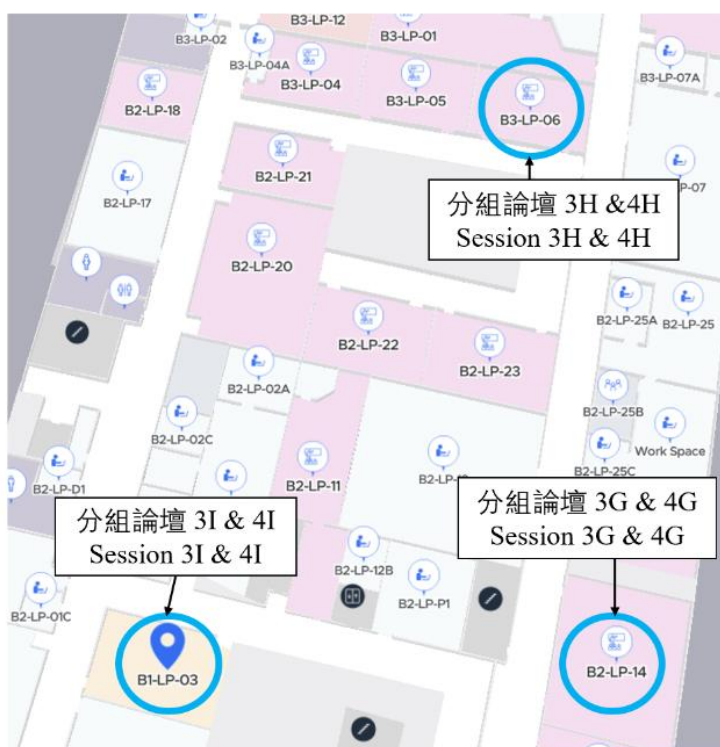 B3-LP-12
B3-LP-02
B3-LP-01
B3-LP-04A
B3-LP-07A
B3-LP-04
B3-LP-05
B2-LP-18
B3-LP-06
B2-LP-21
分組論壇 3H &4H
Session 3H & 4H
B2-LP-17
B2-LP-20
B2-LP-25A
B2-LP-25
B2-LP-22
B2-LP-23
B2-LP-02A
B2-LP-25B
B2-LP-02C
Work Space
B2-LP-25C
B2-LP-D1
B2-LP-11
分組論壇 3G & 4G
Session 3G & 4G
分組論壇 3I & 4I
Session 3I & 4I
B2-LP-12B
B2-LP-P1
B2-LP-01C
B1-LP-03
B2-LP-14